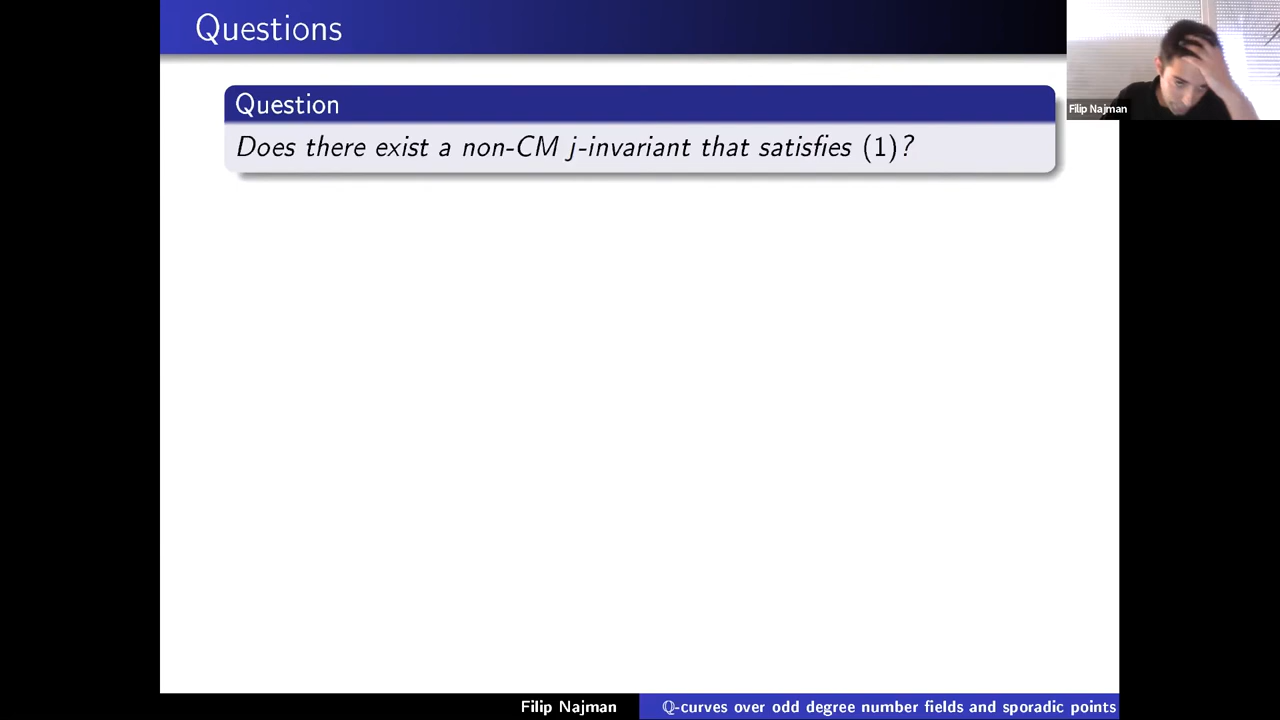 Questions
Question
Does there exist a non-CM j-invariant that satisfies (1)?
Filip Najman
Filip Najman
ℚ-curves over odd degree number fields and sporadic points